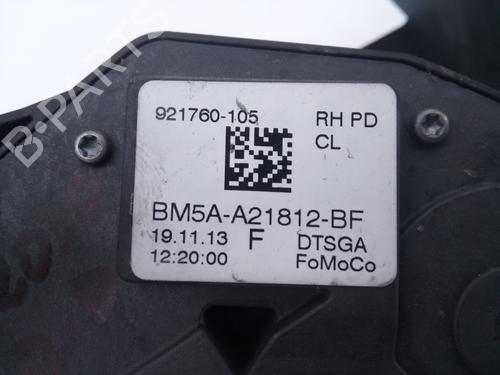 B-PARTS
921760-105 RH PD
CL
BM5A-A21812-BF
19.11.13 F DTSGA
12:20:00 FoMoCo